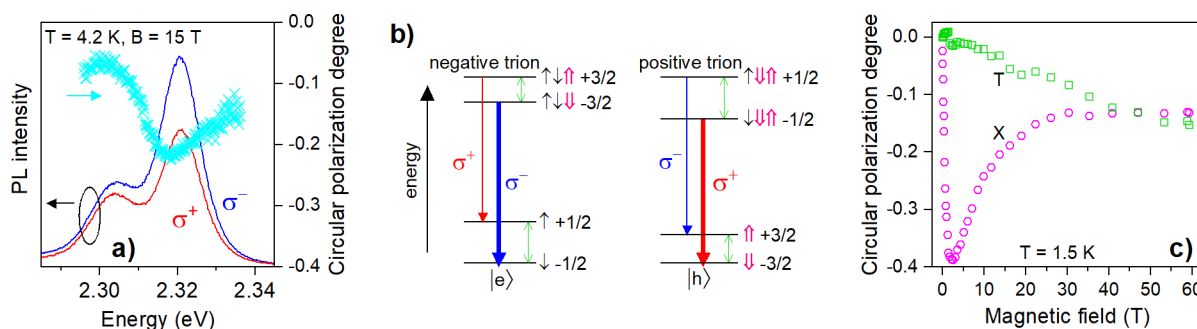 T = 4.2 K, B = 15 T
PL intensity
0.0
-0.1
-0.2
-0.3
-0.4
Circular polarization degree
σ⁻
σ⁺
a)
2.30
2.32
2.34
Energy (eV)
b)
energy
negative trion
↑↓⇑ +3/2
↑↓⇓ -3/2
σ⁺
σ⁻
↑ +1/2
↓ -1/2
|e⟩
positive trion
↑⇓⇑ +1/2
↓⇓⇑ -1/2
σ⁻
σ⁺
⇑ +3/2
⇓ -3/2
|h⟩
Circular polarization degree
0.0
-0.1
-0.2
-0.3
-0.4
T
X
T = 1.5 K
c)
0
10
20
30
40
50
60
Magnetic field (T)